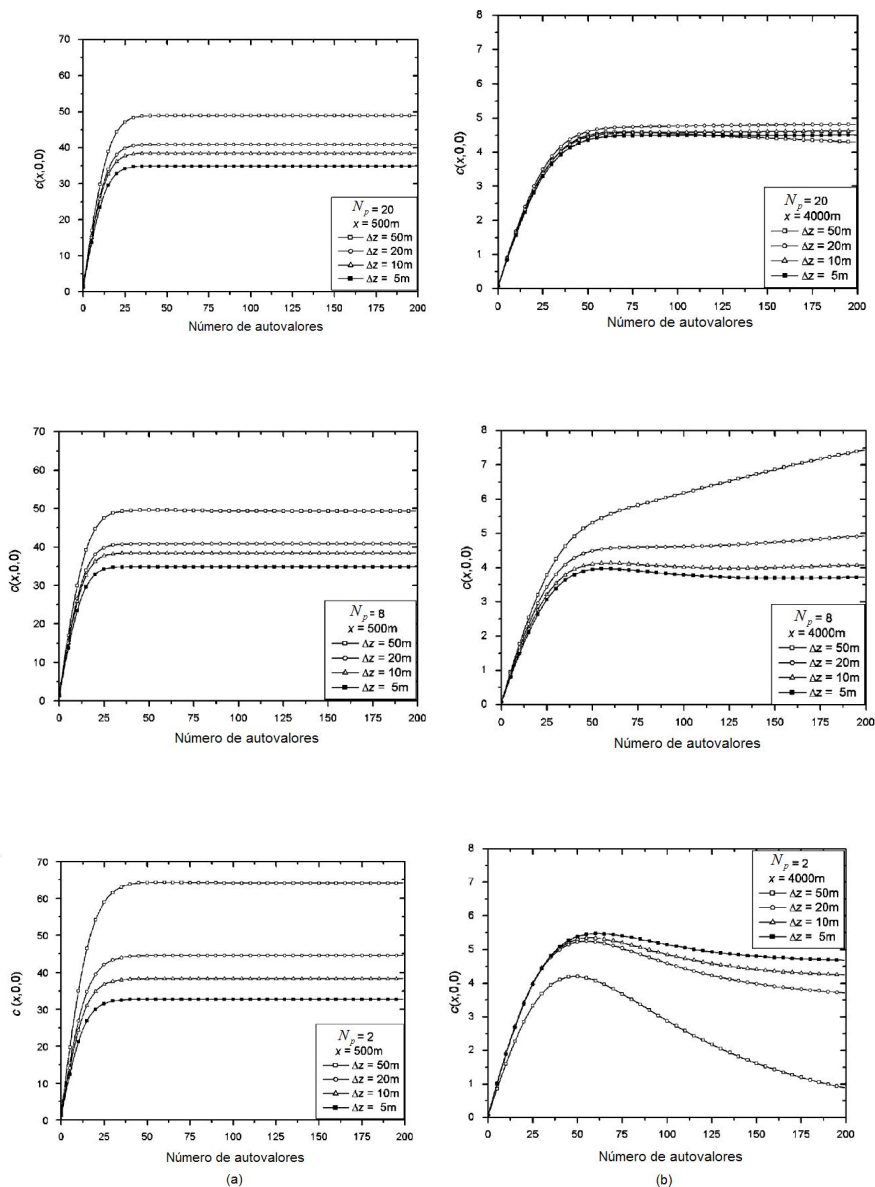 70
60
50
40
30
20
10
0
c(x,0,0)
N_p = 20
x = 500m
Δz = 50m
Δz = 20m
Δz = 10m
Δz = 5m
0 25 50 75 100 125 150 175 200
Número de autovalores
8
7
6
5
4
3
2
1
0
c(x,0,0)
N_p = 20
x = 4000m
Δz = 50m
Δz = 20m
Δz = 10m
Δz = 5m
0 25 50 75 100 125 150 175 200
Número de autovalores
70
60
50
40
30
20
10
0
c(x,0,0)
N_p = 8
x = 500m
Δz = 50m
Δz = 20m
Δz = 10m
Δz = 5m
0 25 50 75 100 125 150 175 200
Número de autovalores
8
7
6
5
4
3
2
1
0
c(x,0,0)
N_p = 8
x = 4000m
Δz = 50m
Δz = 20m
Δz = 10m
Δz = 5m
0 25 50 75 100 125 150 175 200
Número de autovalores
70
60
50
40
30
20
10
0
c (x,0,0)
N_p = 2
x = 500m
Δz = 50m
Δz = 20m
Δz = 10m
Δz = 5m
0 25 50 75 100 125 150 175 200
Número de autovalores
(a)
8
7
6
5
4
3
2
1
0
c(x,0,0)
N_p = 2
x = 4000m
Δz = 50m
Δz = 20m
Δz = 10m
Δz = 5m
0 25 50 75 100 125 150 175 200
Número de autovalores
(b)